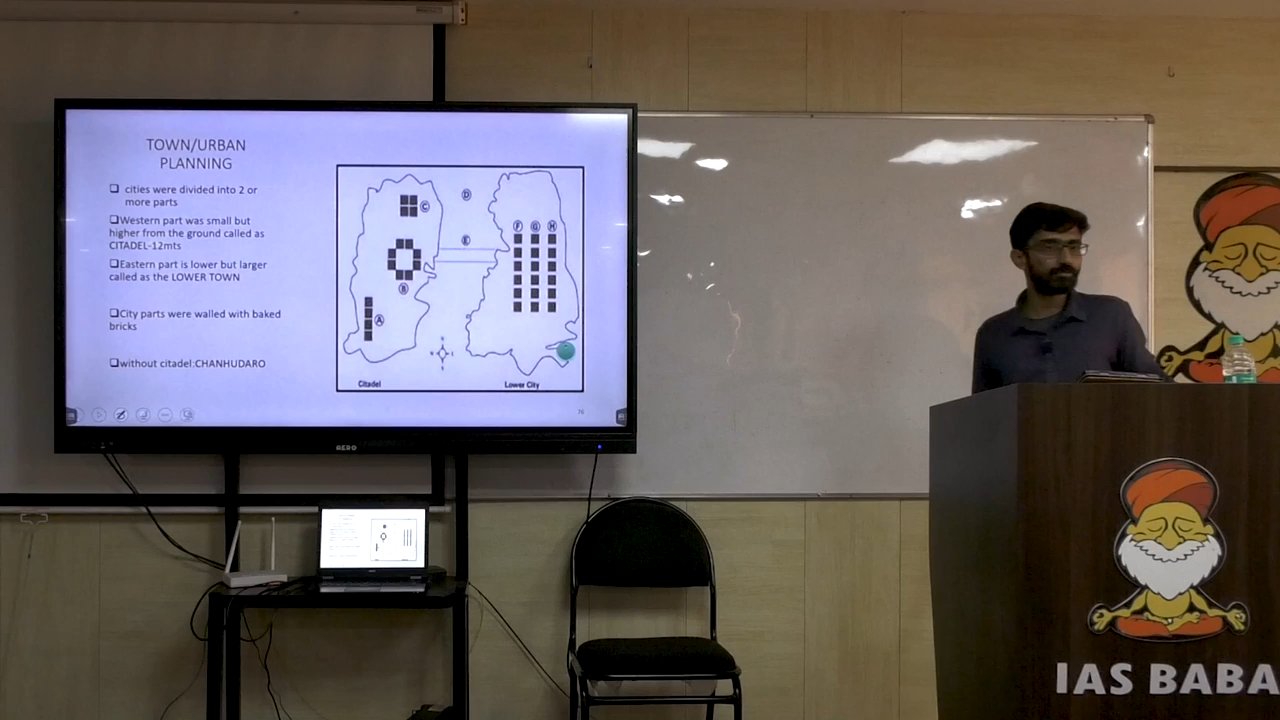 TOWN/URBAN
PLANNING
cities were divided into 2 or
more parts
Western part was small but
higher from the ground called as
CITADEL-12mts
Eastern part is lower but larger
called as the LOWER TOWN
City parts were walled with baked
bricks
without citadel:CHANHUDARO
C
D
E
F G H
B
A
N
W E
S
Citadel
Lower City
76
AERO
IAS BABA